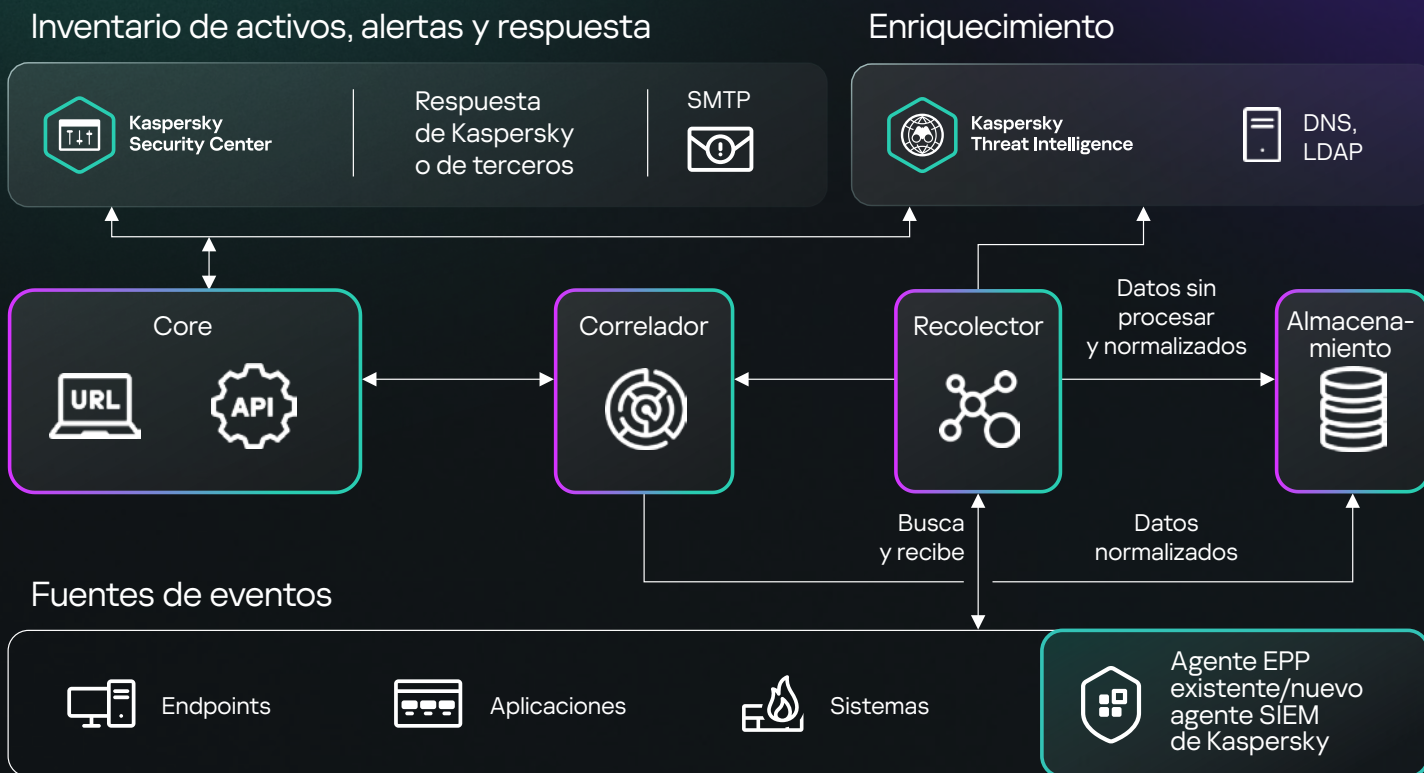 Inventario de activos, alertas y respuesta
Enriquecimiento
Kaspersky
Security Center
Respuesta
de Kaspersky
o de terceros
SMTP
Kaspersky
Threat Intelligence
DNS,
LDAP
Core
URL
API
Correlador
Recolector
Datos sin
procesar
y normalizados
Almacena-
miento
Busca
y recibe
Datos
normalizados
Fuentes de eventos
Endpoints
Aplicaciones
Sistemas
Agente EPP
existente/nuevo
agente SIEM
de Kaspersky